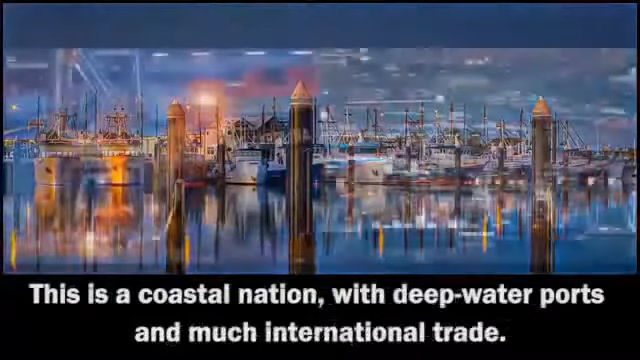 This is a coastal nation, with deep-water ports
and much international trade.